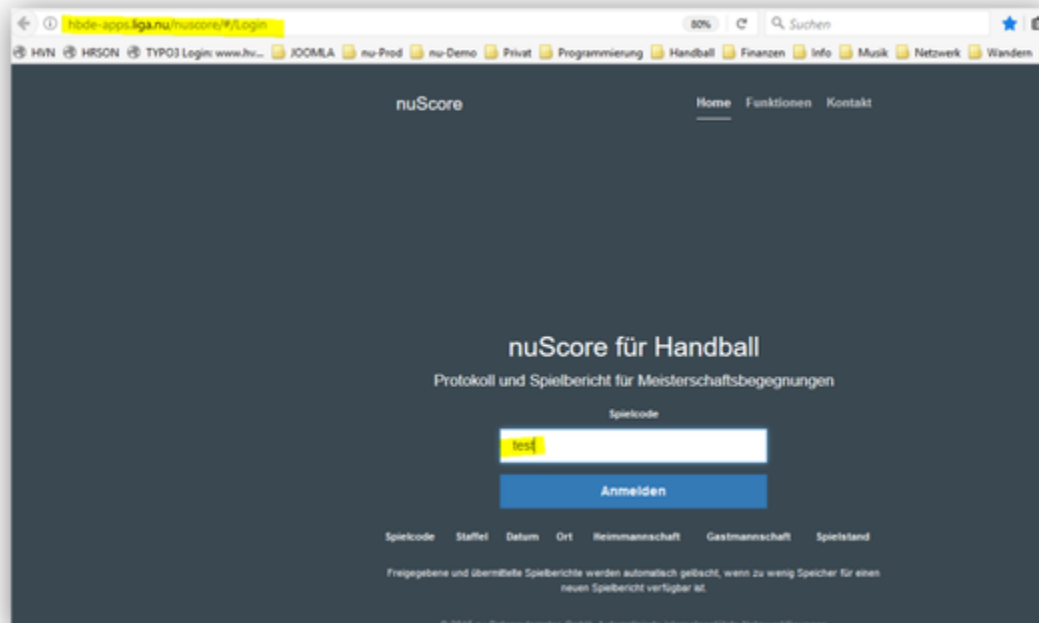 hbde-apps.liga.nu/nuscore/#/Login 80% Suchen
HVN HRSON TYPO3 Login: www.hv... JOOMLA nu-Prod nu-Demo Privat Programmierung Handball Finanzen Info Musik Netzwerk Wandern
nuScore Home Funktionen Kontakt
nuScore für Handball
Protokoll und Spielbericht für Meisterschaftsbegegnungen
Spielcode
test
Anmelden
Spielcode Staffel Datum Ort Heimmannschaft Gastmannschaft Spielstand
Freigegebene und übermittelte Spielberichte werden automatisch gelöscht, wenn zu wenig Speicher für einen
neuen Spielbericht verfügbar ist.